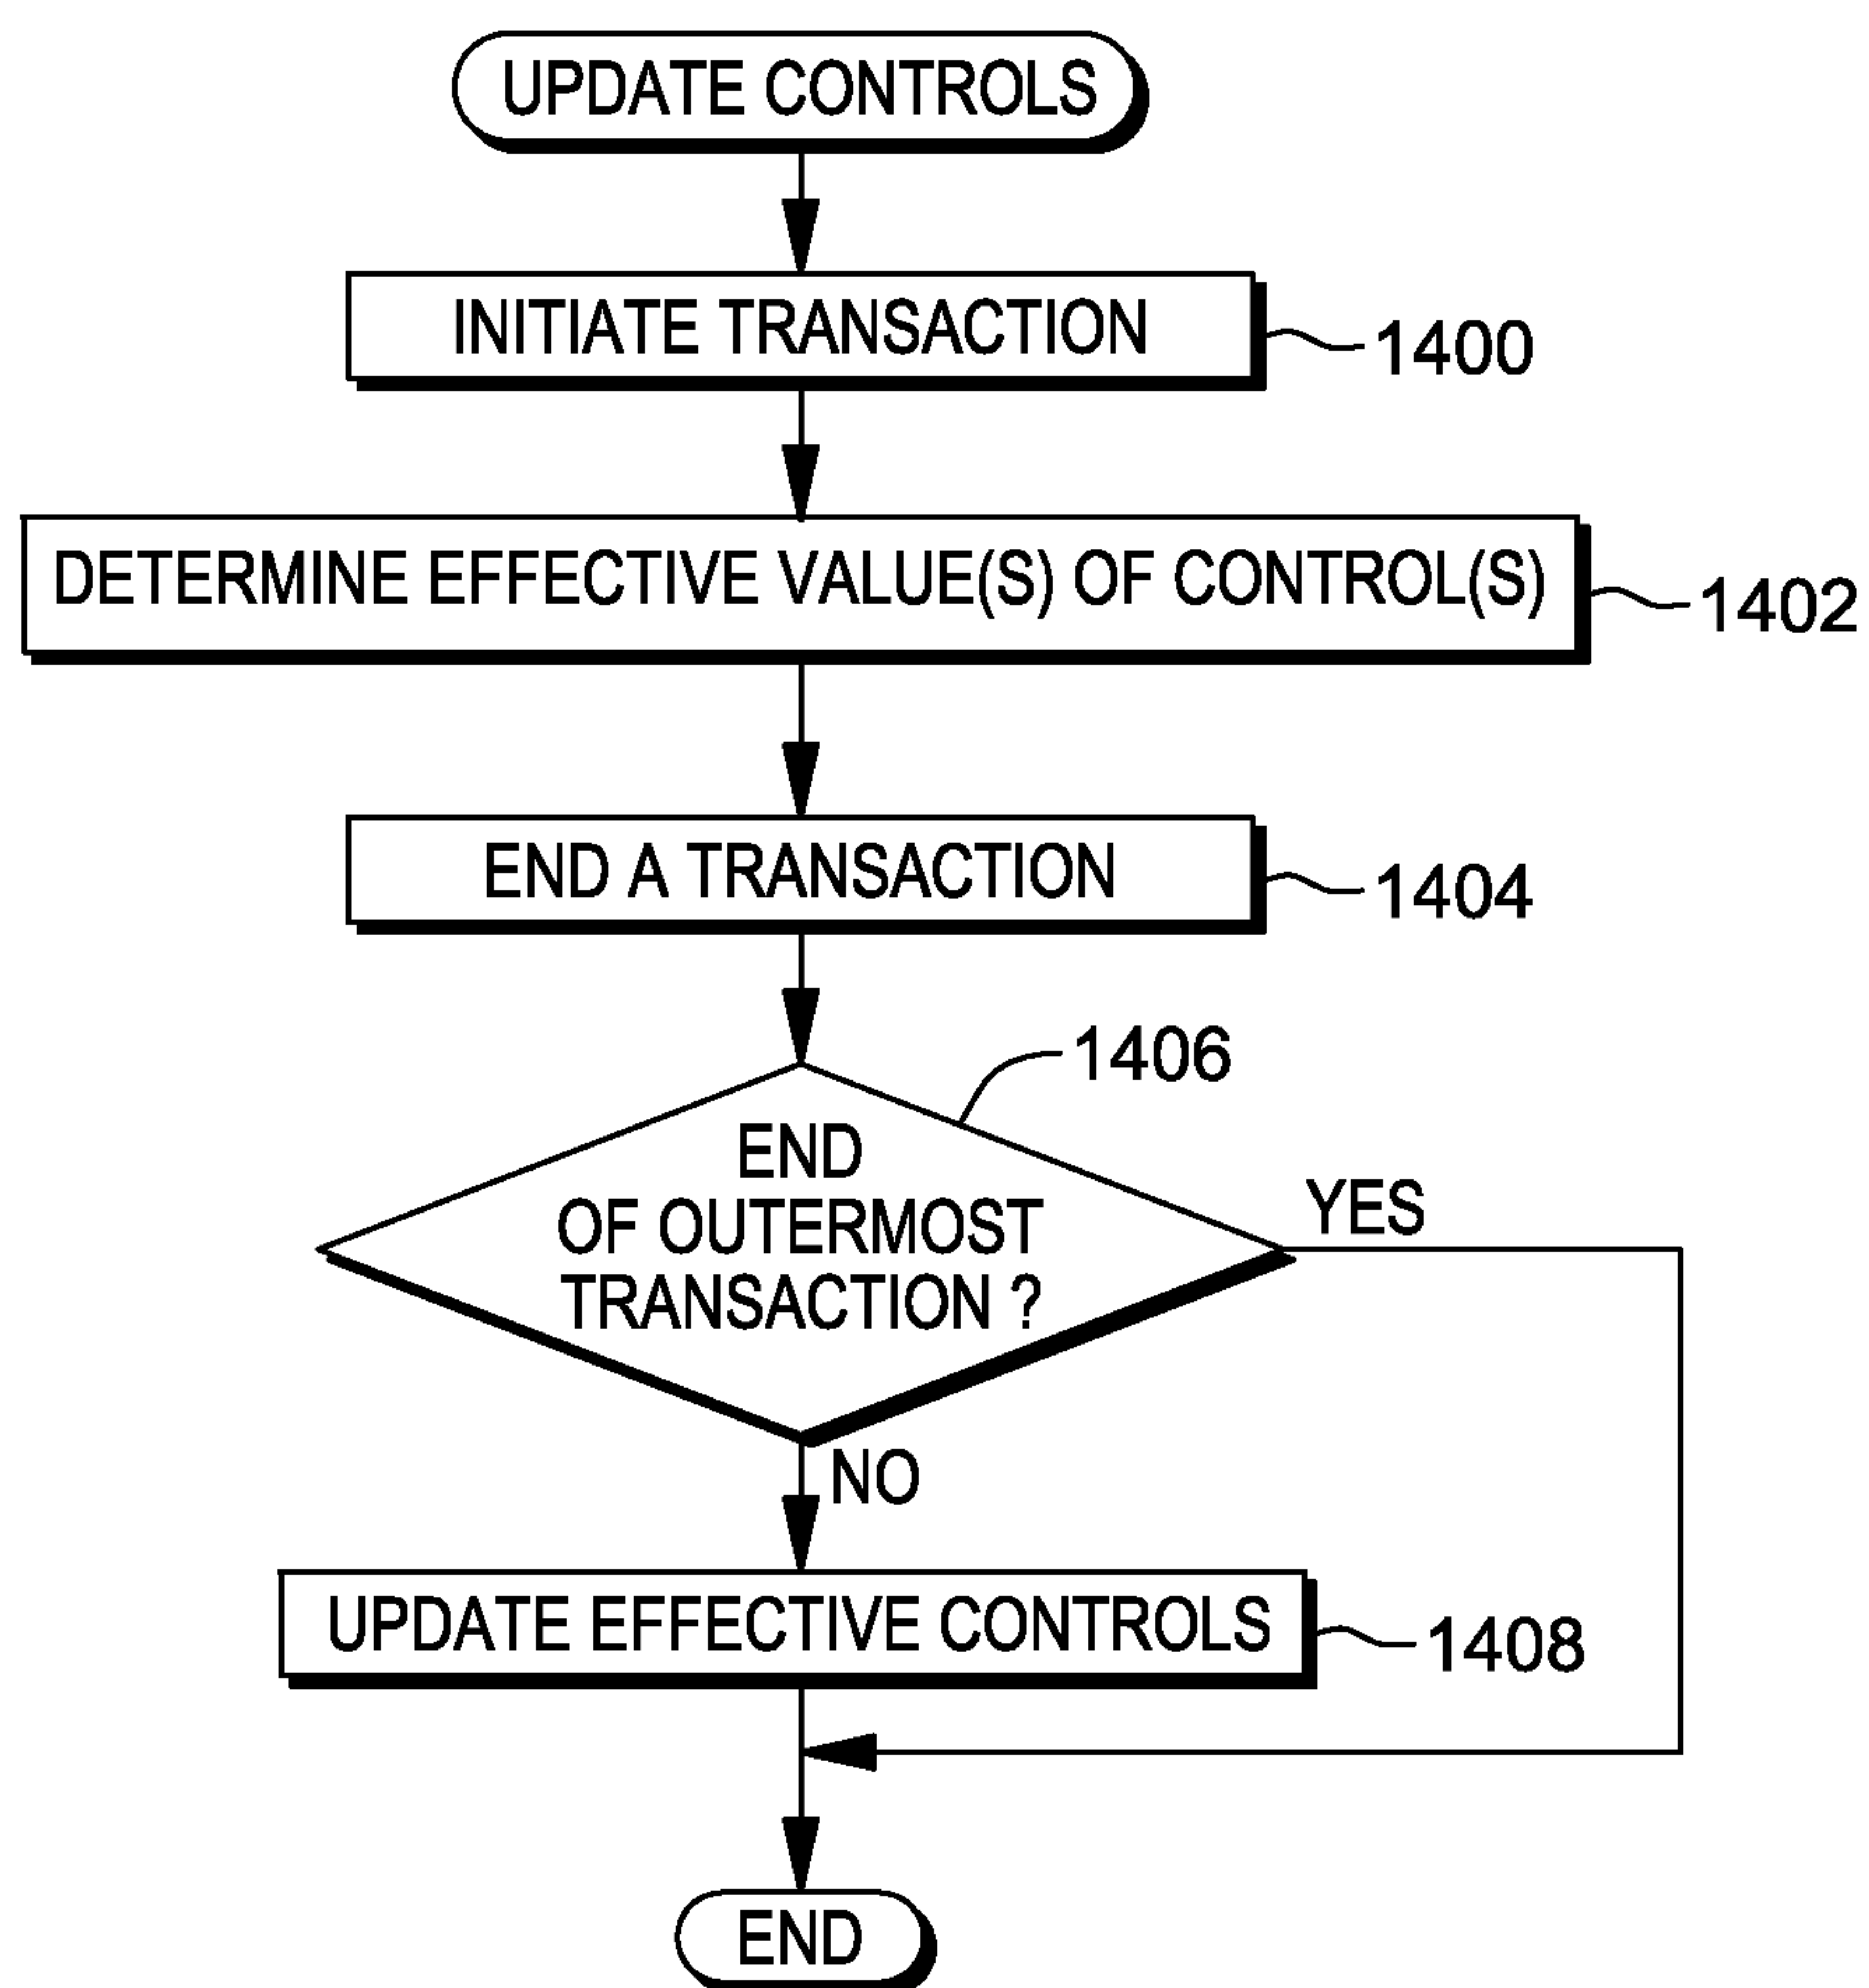 UPDATE CONTROLS
INITIATE TRANSACTION
1400
DETERMINE EFFECTIVE VALUE(S) OF CONTROL(S)
1402
END A TRANSACTION
1404
1406
END
OF OUTERMOST
TRANSACTION ?
YES
NO
UPDATE EFFECTIVE CONTROLS
1408
END